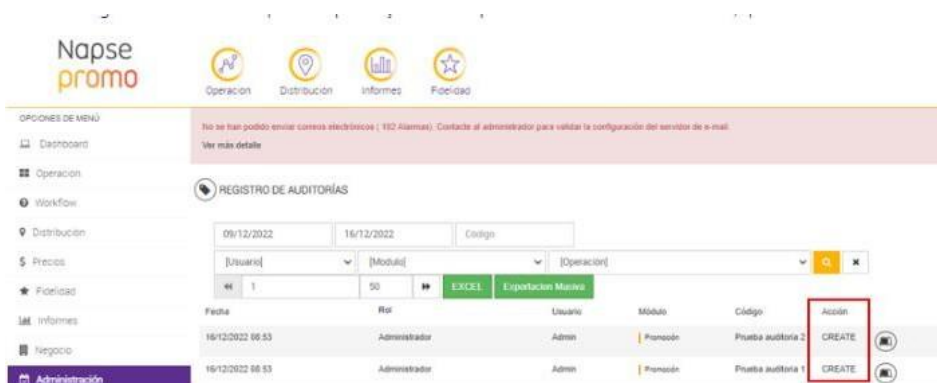 Napse
promo
Operacion
Distribución
Informes
Fidelidad
OPCIONES DE MENÚ
Dashboard
Operación
Workflow
Distribución
Precios
Fidelidad
Informes
Negocio
Administración
No se han podido enviar correos electrónicos ( 192 Alarmas). Contacte al administrador para validar la configuración del servidor de e-mail.
Ver más detalle
REGISTRO DE AUDITORÍAS
09/12/2022 16/12/2022 Código
[Usuario] [Modulo] [Operación]
1 50 EXCEL Exportacion Masiva
Fecha Rol Usuario Módulo Código Acción
16/12/2022 08:53 Administrador Admin Promoción Prueba auditoria 2 CREATE
16/12/2022 08:53 Administrador Admin Promoción Prueba auditoria 1 CREATE